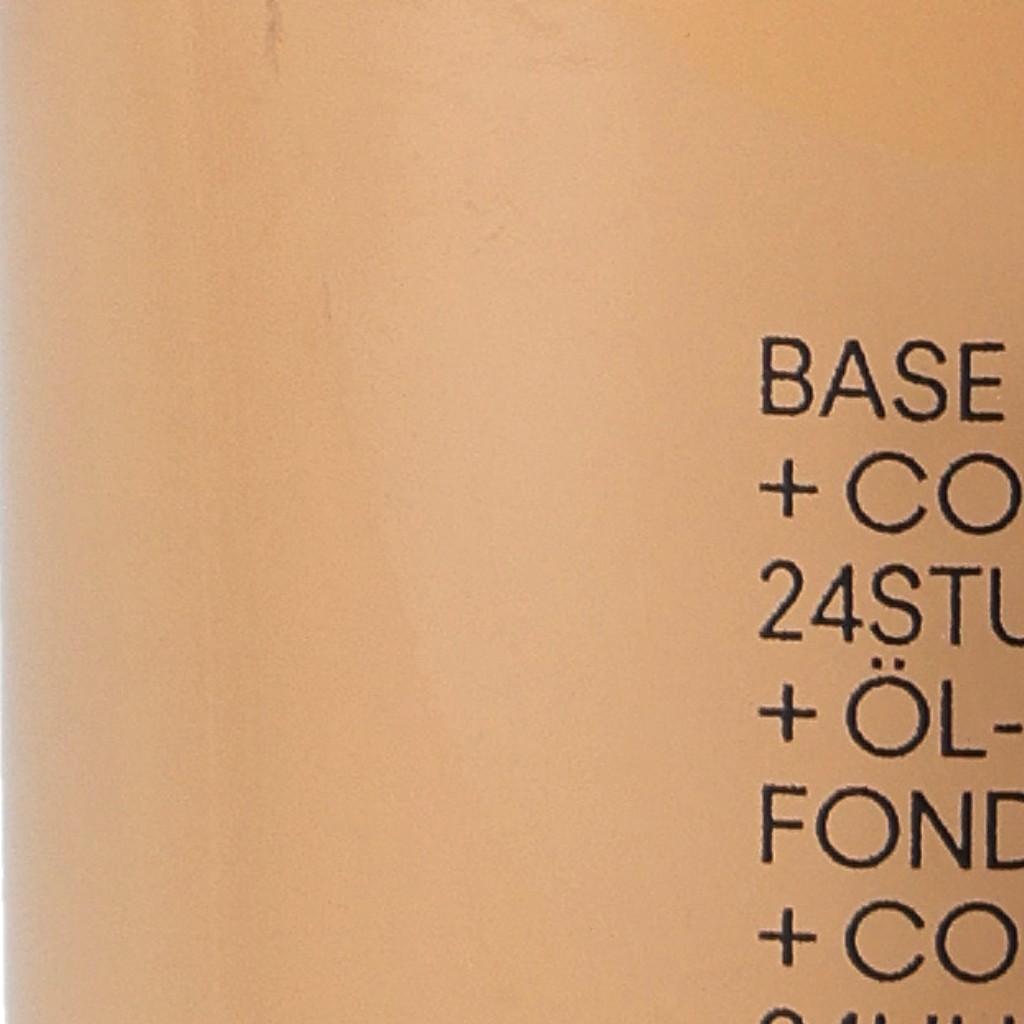 BASE
+ CO
24STU
+ ÖL-
FOND
+ CO